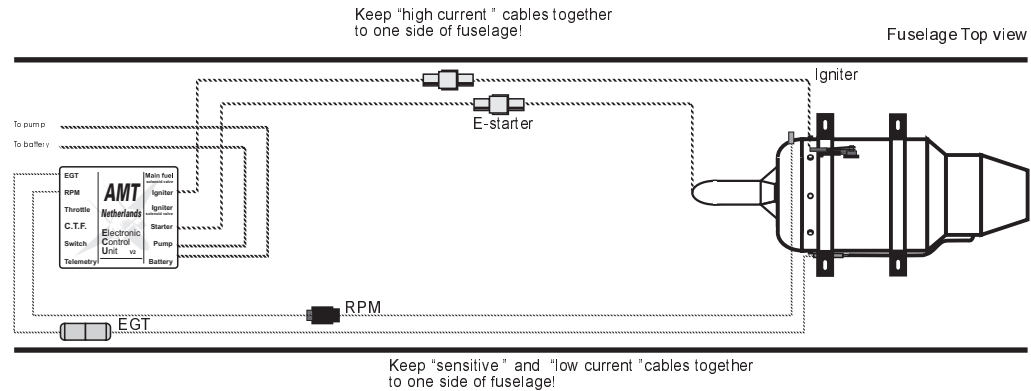 Keep “high current ” cables together
to one side of fuselage!
Fuselage Top view
Igniter
E-starter
To pump
To battery
EGT
RPM
Throttle
C.T.F.
Switch
Telemetry
AMT
Netherlands
Electronic
Control
Unit V2
Main fuel
solenoid valve
Igniter
Igniter
solenoid valve
Starter
Pump
Battery
RPM
EGT
Keep “sensitive ” and “low current ”cables together
to one side of fuselage!